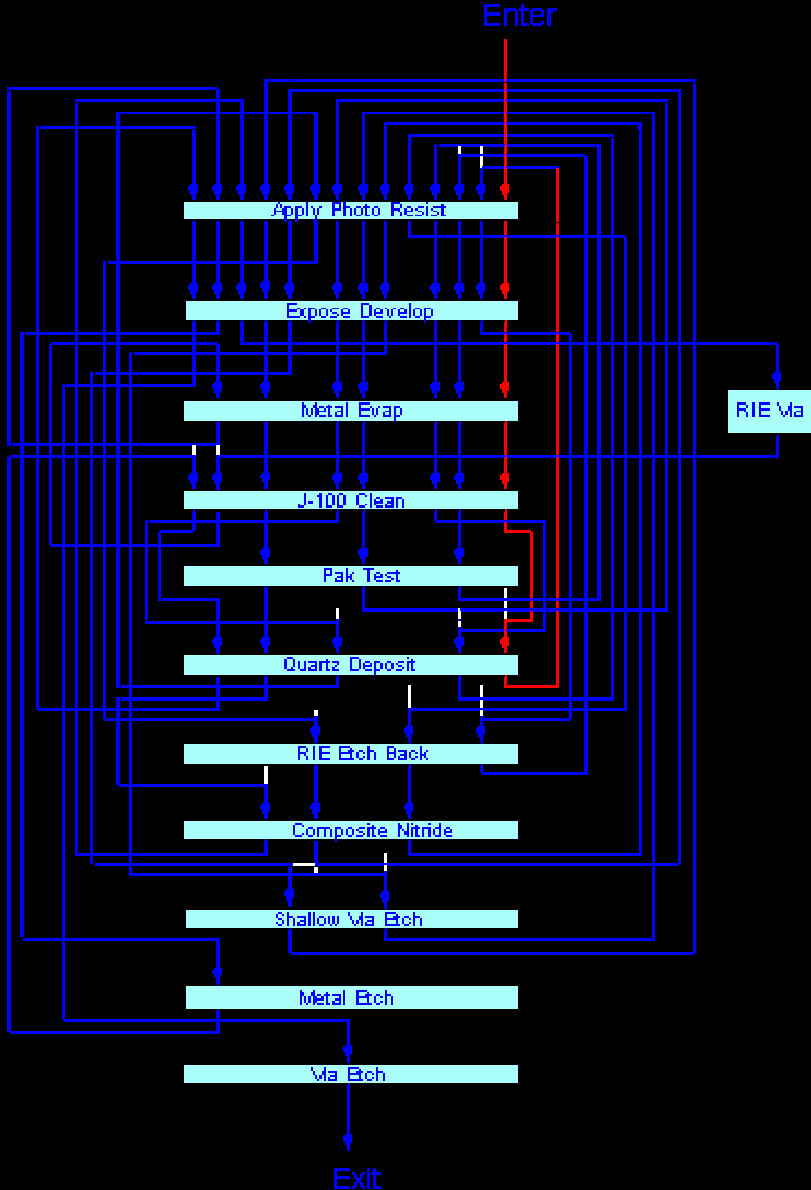 Enter
Apply Photo Resist
Expose Develop
Metal Evap
RIE Via
J-100 Clean
Pak Test
Quartz Deposit
RIE Etch Back
Composite Nitride
Shallow Via Etch
Metal Etch
Via Etch
Exit